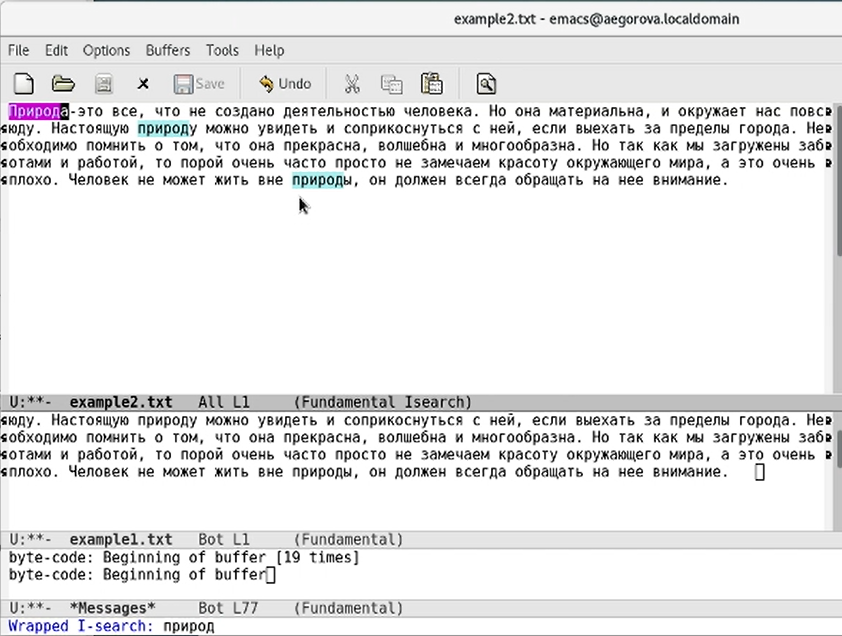 example2.txt - emacs@aegorova.localdomain
File Edit Options Buffers Tools Help
Save Undo
Природа-это все, что не создано деятельностью человека. Но она материальна, и окружает нас повс
юду. Настоящую природу можно увидеть и соприкоснуться с ней, если выехать за пределы города. Не
обходимо помнить о том, что она прекрасна, волшебна и многообразна. Но так как мы загружены заб
отами и работой, то порой очень часто просто не замечаем красоту окружающего мира, а это очень
плохо. Человек не может жить вне природы, он должен всегда обращать на нее внимание.
U:**- example2.txt All L1 (Fundamental Isearch)
юду. Настоящую природу можно увидеть и соприкоснуться с ней, если выехать за пределы города. Не
обходимо помнить о том, что она прекрасна, волшебна и многообразна. Но так как мы загружены заб
отами и работой, то порой очень часто просто не замечаем красоту окружающего мира, а это очень
плохо. Человек не может жить вне природы, он должен всегда обращать на нее внимание.
U:**- example1.txt Bot L1 (Fundamental)
byte-code: Beginning of buffer [19 times]
byte-code: Beginning of buffer
U:**- *Messages* Bot L77 (Fundamental)
Wrapped I-search: природ